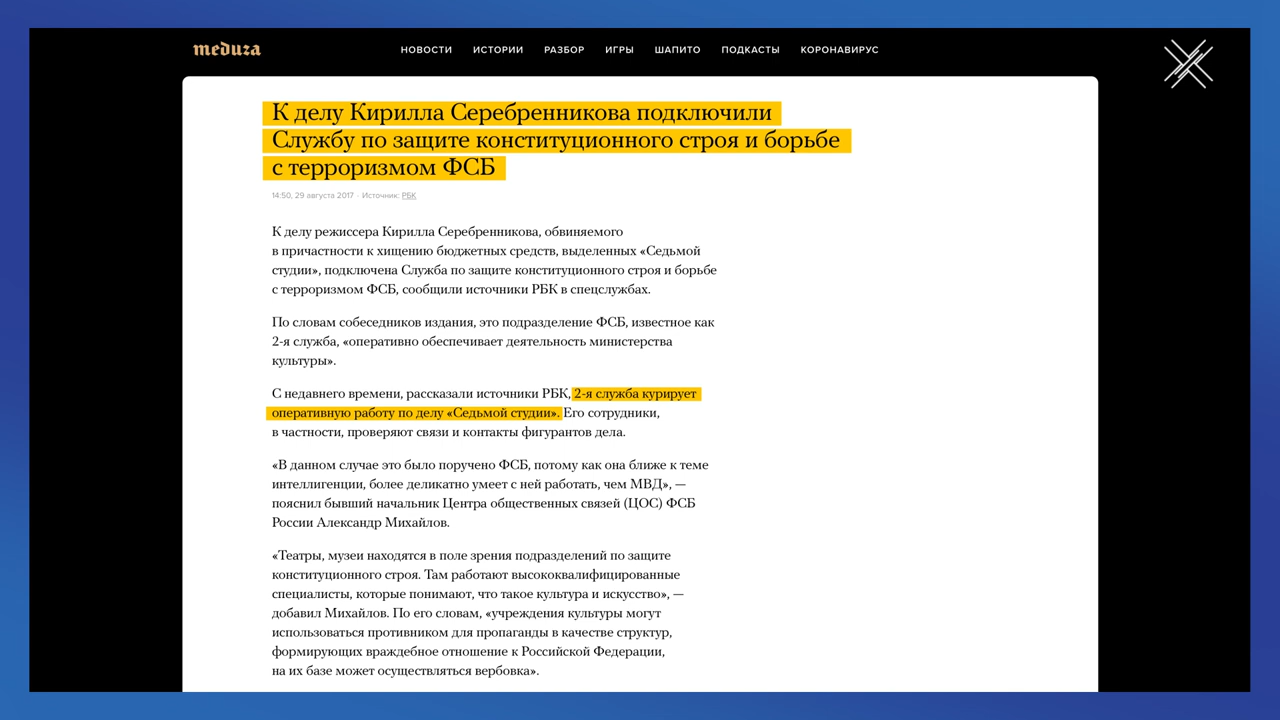 meduza
НОВОСТИ ИСТОРИИ РАЗБОР ИГРЫ ШАПИТО ПОДКАСТЫ КОРОНАВИРУС
К делу Кирилла Серебренникова подключили
Службу по защите конституционного строя и борьбе
с терроризмом ФСБ
14:50, 29 августа 2017 · Источник: РБК
К делу режиссера Кирилла Серебренникова, обвиняемого
в причастности к хищению бюджетных средств, выделенных «Седьмой
студии», подключена Служба по защите конституционного строя и борьбе
с терроризмом ФСБ, сообщили источники РБК в спецслужбах.
По словам собеседников издания, это подразделение ФСБ, известное как
2-я служба, «оперативно обеспечивает деятельность министерства
культуры».
С недавнего времени, рассказали источники РБК, 2-я служба курирует
оперативную работу по делу «Седьмой студии». Его сотрудники,
в частности, проверяют связи и контакты фигурантов дела.
«В данном случае это было поручено ФСБ, потому как она ближе к теме
интеллигенции, более деликатно умеет с ней работать, чем МВД», —
пояснил бывший начальник Центра общественных связей (ЦОС) ФСБ
России Александр Михайлов.
«Театры, музеи находятся в поле зрения подразделений по защите
конституционного строя. Там работают высококвалифицированные
специалисты, которые понимают, что такое культура и искусство», —
добавил Михайлов. По его словам, «учреждения культуры могут
использоваться противником для пропаганды в качестве структур,
формирующих враждебное отношение к Российской Федерации,
на их базе может осуществляться вербовка».